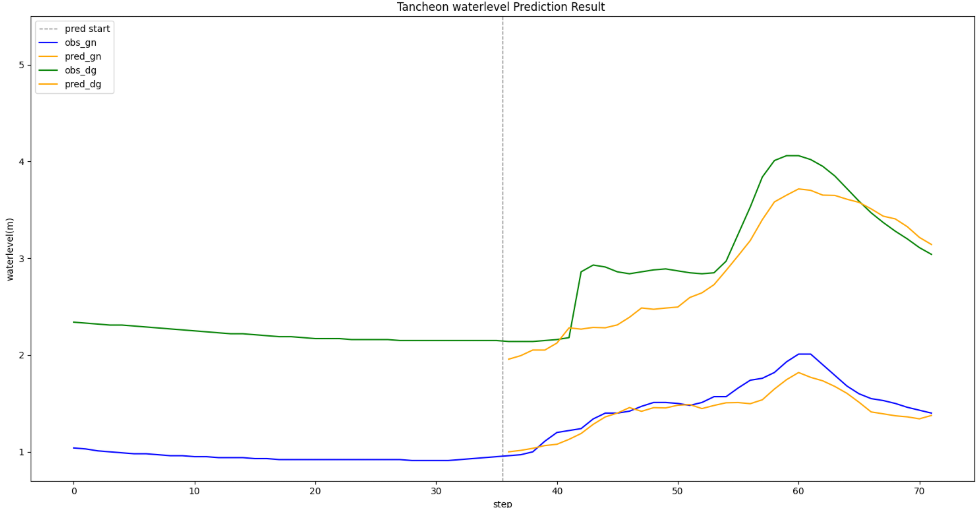 Tancheon waterlevel Prediction Result
pred start
obs_gn
pred_gn
obs_dg
pred_dg
waterlevel(m)
5
4
3
2
1
0 10 20 30 40 50 60 70
step